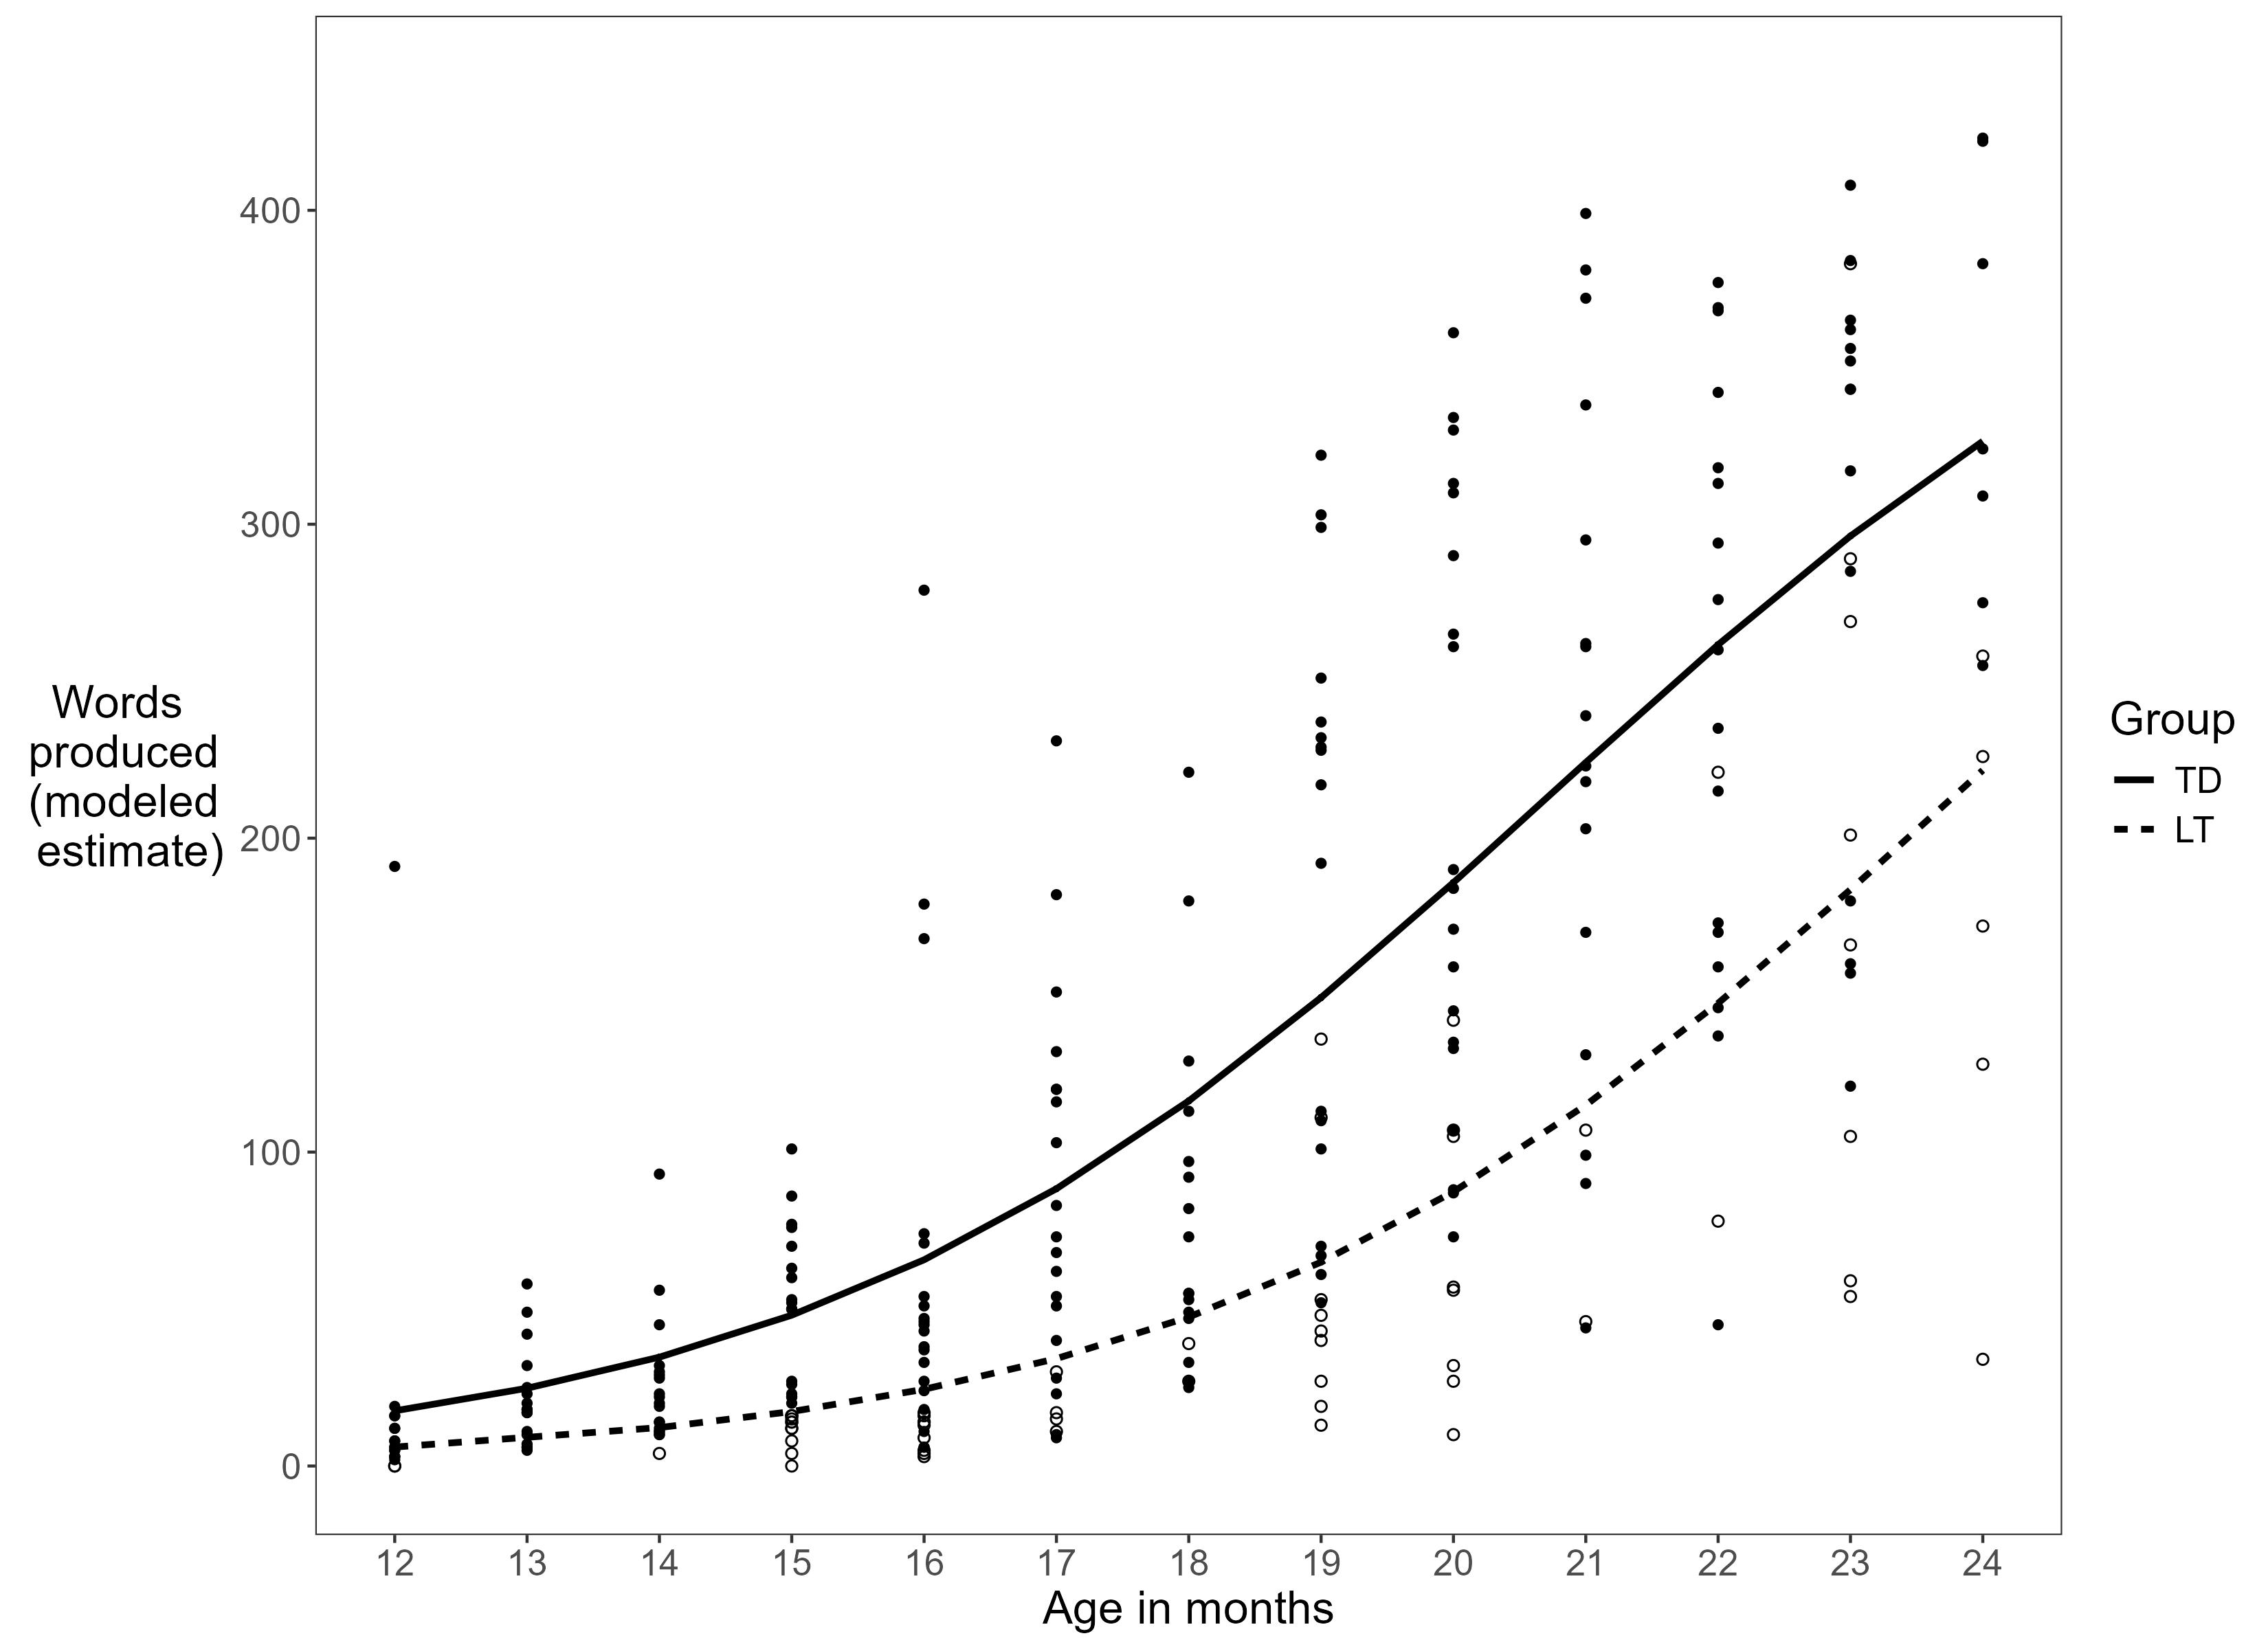 400
300
200
100
0
Words
produced
(modeled
estimate)
12 13 14 15 16 17 18 19 20 21 22 23 24
Age in months
Group
TD
LT